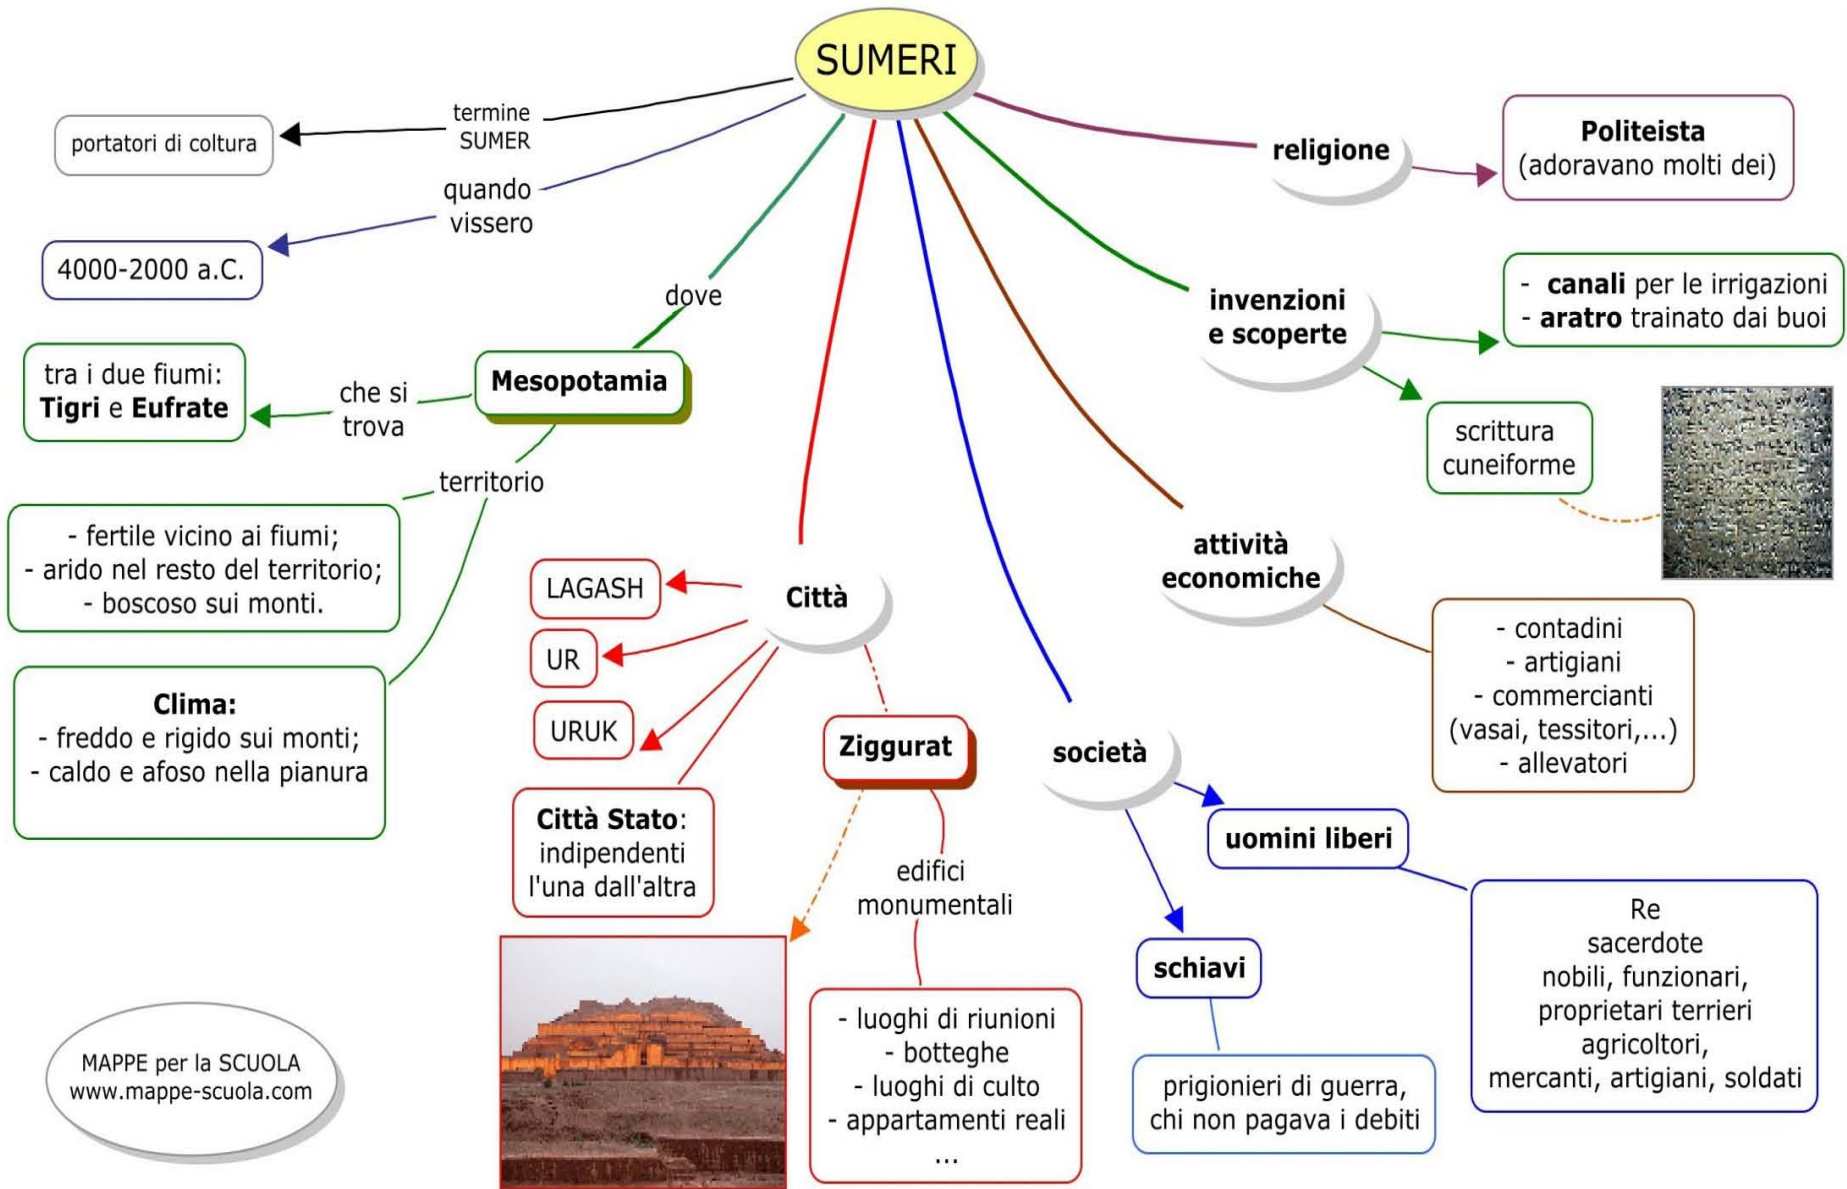 SUMERI
termine
SUMER
portatori di coltura
quando
vissero
4000-2000 a.C.
dove
Mesopotamia
che si
trova
tra i due fiumi:
Tigri e Eufrate
territorio
- fertile vicino ai fiumi;
- arido nel resto del territorio;
- boscoso sui monti.
Clima:
- freddo e rigido sui monti;
- caldo e afoso nella pianura
Città
LAGASH
UR
URUK
Città Stato:
indipendenti
l'una dall'altra
Ziggurat
edifici
monumentali
- luoghi di riunioni
- botteghe
- luoghi di culto
- appartamenti reali
...
società
uomini liberi
Re
sacerdote
nobili, funzionari,
proprietari terrieri
agricoltori,
mercanti, artigiani, soldati
schiavi
prigionieri di guerra,
chi non pagava i debiti
attività
economiche
- contadini
- artigiani
- commercianti
(vasai, tessitori,...)
- allevatori
invenzioni
e scoperte
- canali per le irrigazioni
- aratro trainato dai buoi
scrittura
cuneiforme
religione
Politeista
(adoravano molti dei)
MAPPE per la SCUOLA
www.mappe-scuola.com